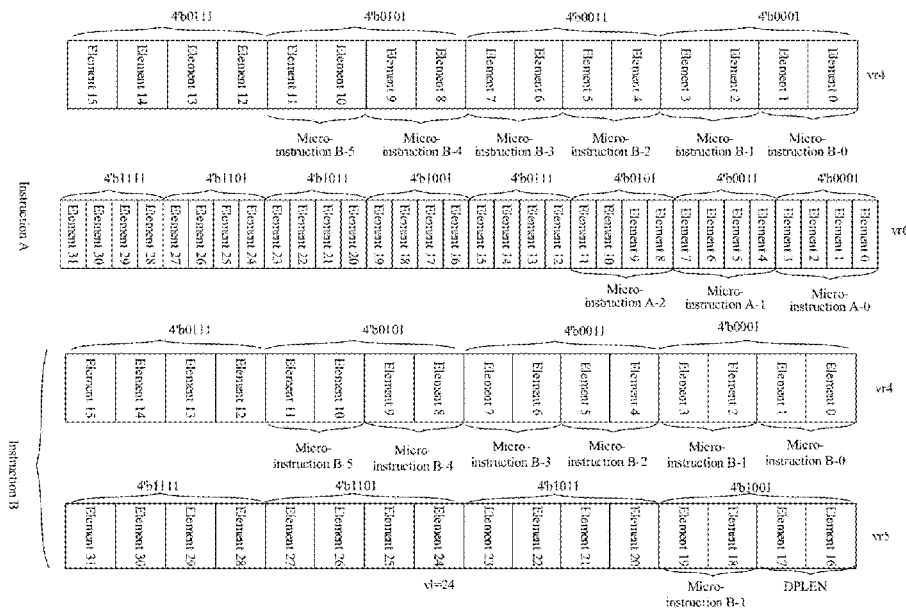 4'b0111 4'b0101 4'b0011 4'b0001
Element 15 Element 14 Element 13 Element 12 Element 11 Element 10 Element 9 Element 8 Element 7 Element 6 Element 5 Element 4 Element 3 Element 2 Element 1 Element 0 vr4
Micro-instruction B-5 Micro-instruction B-4 Micro-instruction B-3 Micro-instruction B-2 Micro-instruction B-1 Micro-instruction B-0
Instruction A
4'b1111 4'b1101 4'b1011 4'b1001 4'b0111 4'b0101 4'b0011 4'b0001
Element 31 Element 30 Element 29 Element 28 Element 27 Element 26 Element 25 Element 24 Element 23 Element 22 Element 21 Element 20 Element 19 Element 18 Element 17 Element 16 Element 15 Element 14 Element 13 Element 12 Element 11 Element 10 Element 9 Element 8 Element 7 Element 6 Element 5 Element 4 Element 3 Element 2 Element 1 Element 0
Micro-instruction A-2 Micro-instruction A-1 Micro-instruction A-0
Instruction B
4'b0111 4'b0101 4'b0011 4'b0001
Element 15 Element 14 Element 13 Element 12 Element 11 Element 10 Element 9 Element 8 Element 7 Element 6 Element 5 Element 4 Element 3 Element 2 Element 1 Element 0 vr4
Micro-instruction B-5 Micro-instruction B-4 Micro-instruction B-3 Micro-instruction B-2 Micro-instruction B-1 Micro-instruction B-0
4'b1111 4'b1101 4'b1011 4'b1001
Element 31 Element 30 Element 29 Element 28 Element 27 Element 26 Element 25 Element 24 Element 23 Element 22 Element 21 Element 20 Element 19 Element 18 Element 17 Element 16 vr5
vl=24
Micro-instruction B-1 DPLEN